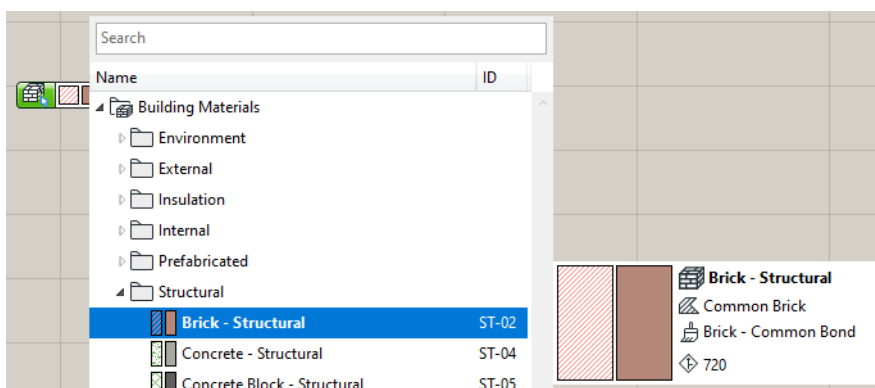 Search
Name ID
Building Materials
Environment
External
Insulation
Internal
Prefabricated
Structural
Brick - Structural ST-02
Concrete - Structural ST-04
Concrete Block - Structural ST-05
Brick - Structural
Common Brick
Brick - Common Bond
720